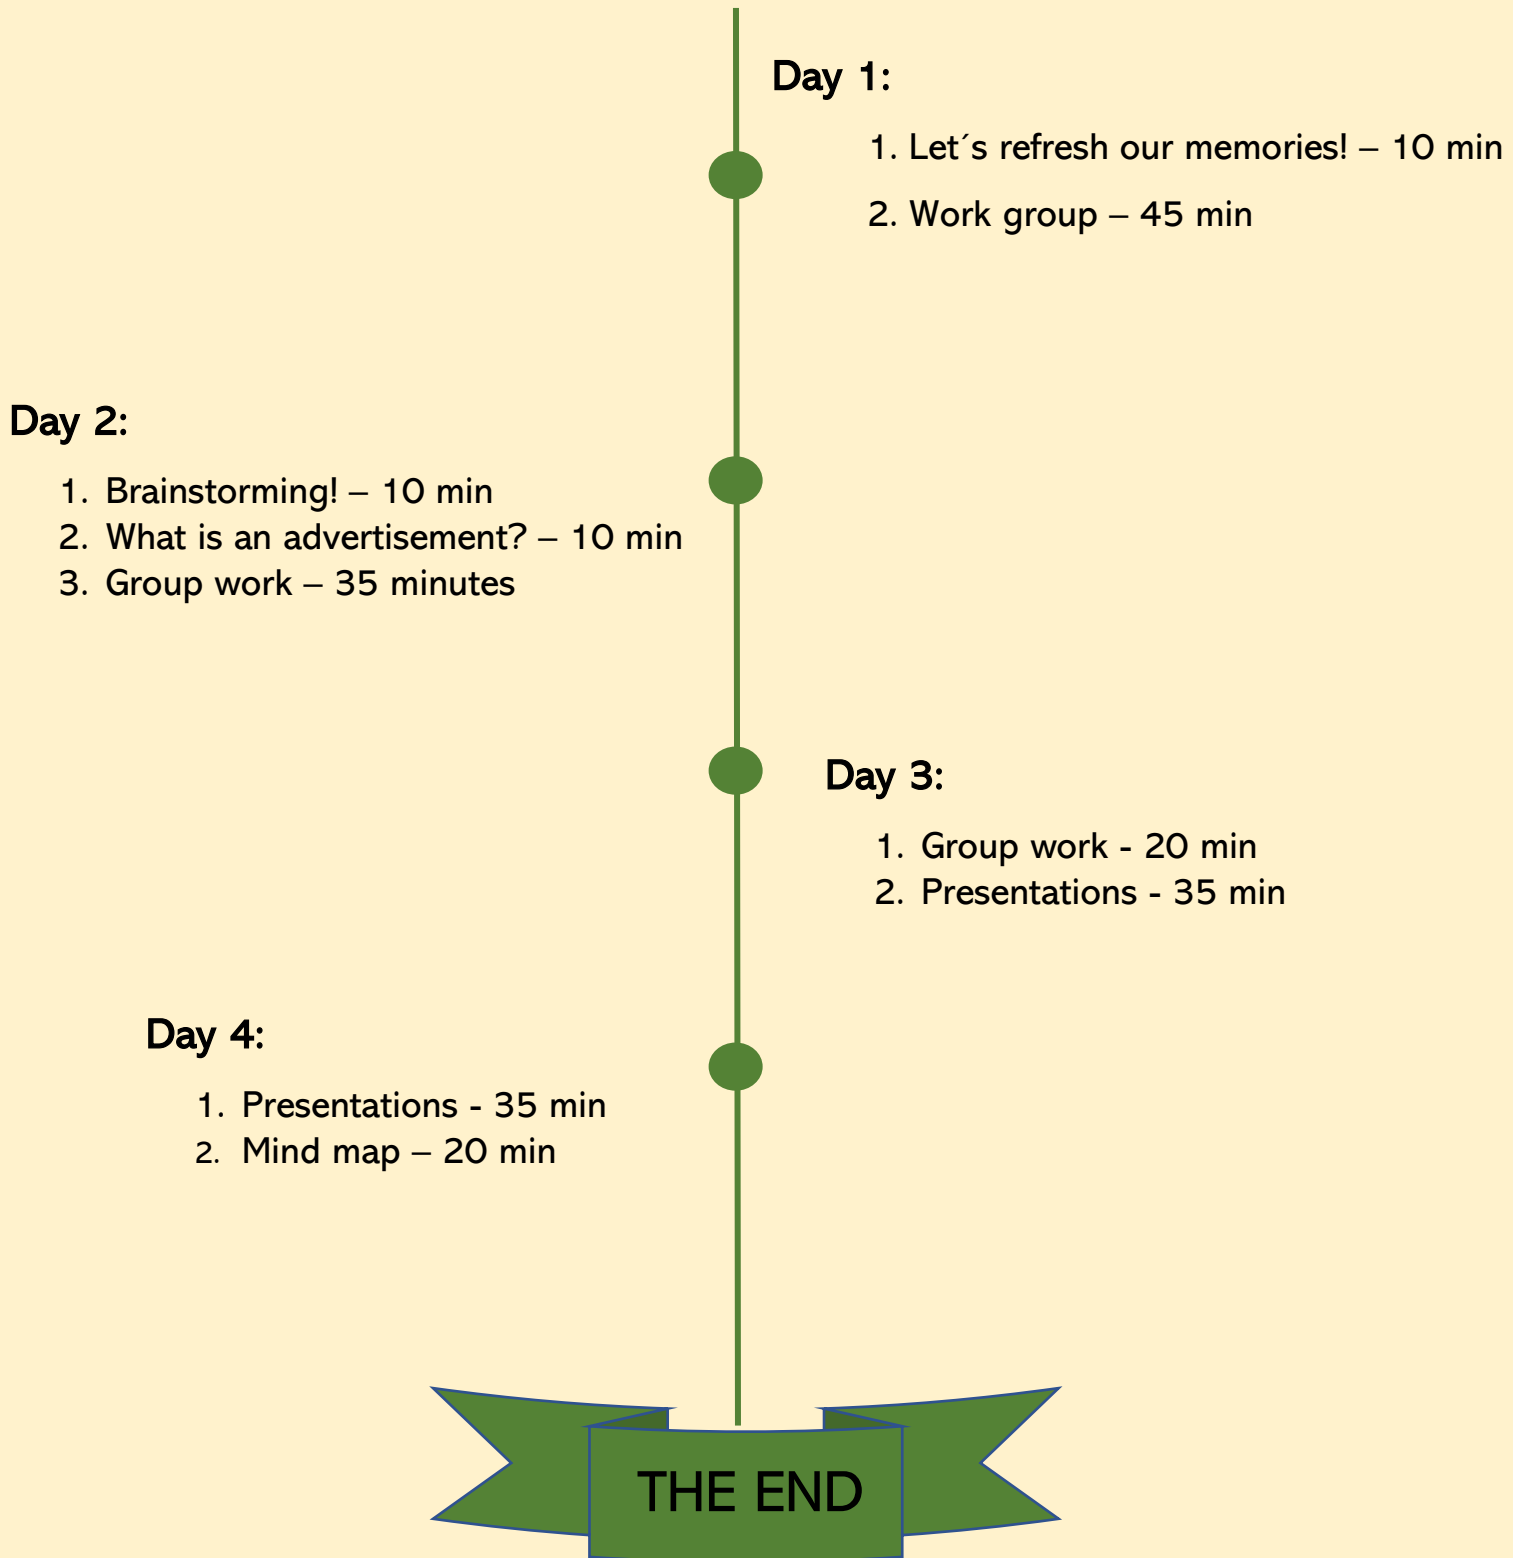 Day 1:
1. Let´s refresh our memories! – 10 min
2. Work group – 45 min
Day 2:
1. Brainstorming! – 10 min
2. What is an advertisement? – 10 min
3. Group work – 35 minutes
Day 3:
1. Group work - 20 min
2. Presentations - 35 min
Day 4:
1. Presentations - 35 min
2. Mind map – 20 min
THE END